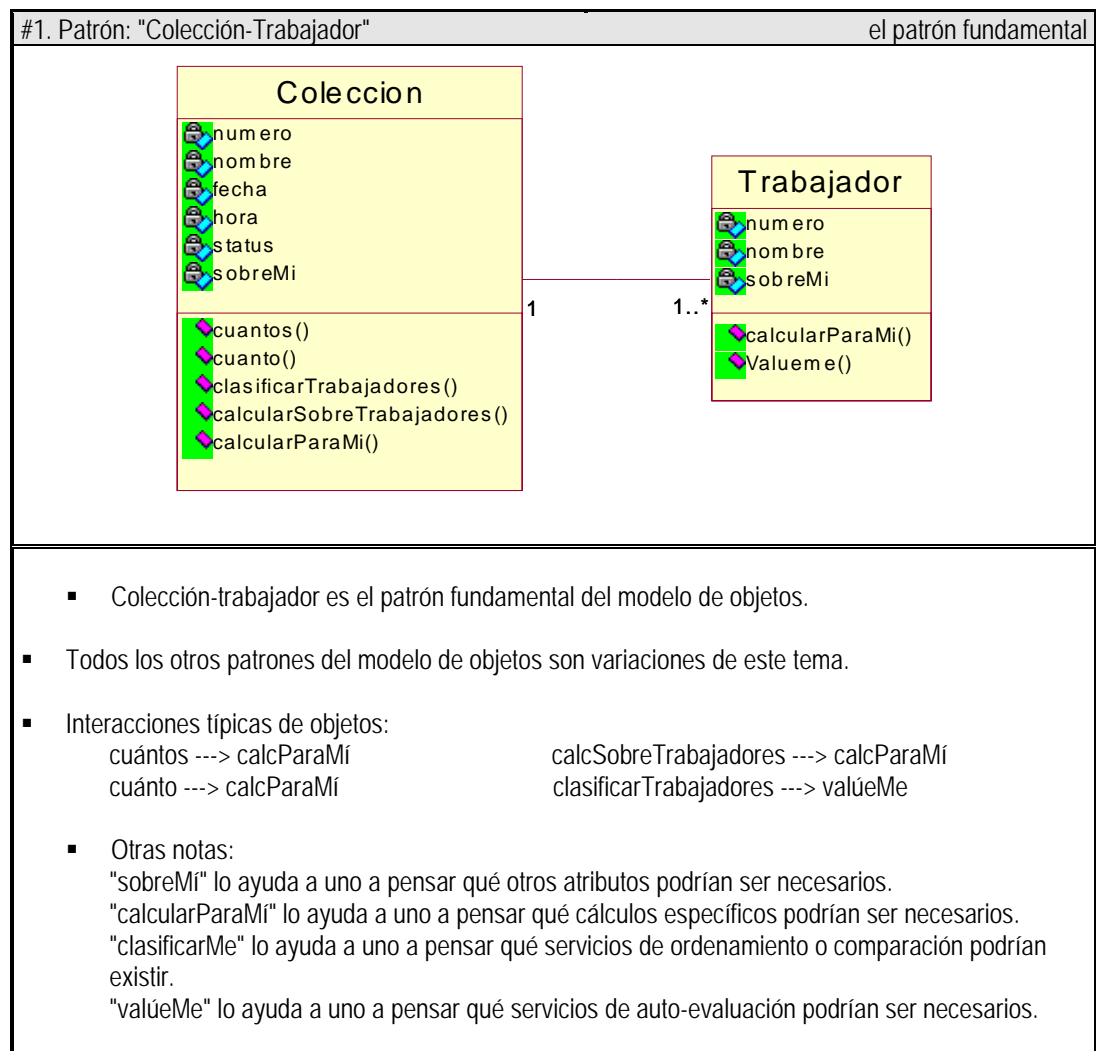 #1. Patrón: "Colección-Trabajador" el patrón fundamental
Coleccion
numero
nombre
fecha
hora
status
sobreMi
cuantos()
cuanto()
clasificarTrabajadores()
calcularSobreTrabajadores()
calcularParaMi()
1
1..*
Trabajador
numero
nombre
sobreMi
calcularParaMi()
Valueme()
▪ Colección-trabajador es el patrón fundamental del modelo de objetos.
▪ Todos los otros patrones del modelo de objetos son variaciones de este tema.
▪ Interacciones típicas de objetos:
cuántos ---> calcParaMí calcSobreTrabajadores ---> calcParaMí
cuánto ---> calcParaMí clasificarTrabajadores ---> valúeMe
▪ Otras notas:
"sobreMí" lo ayuda a uno a pensar qué otros atributos podrían ser necesarios.
"calcularParaMí" lo ayuda a uno a pensar qué cálculos específicos podrían ser necesarios.
"clasificarMe" lo ayuda a uno a pensar qué servicios de ordenamiento o comparación podrían
existir.
"valúeMe" lo ayuda a uno a pensar qué servicios de auto-evaluación podrían ser necesarios.